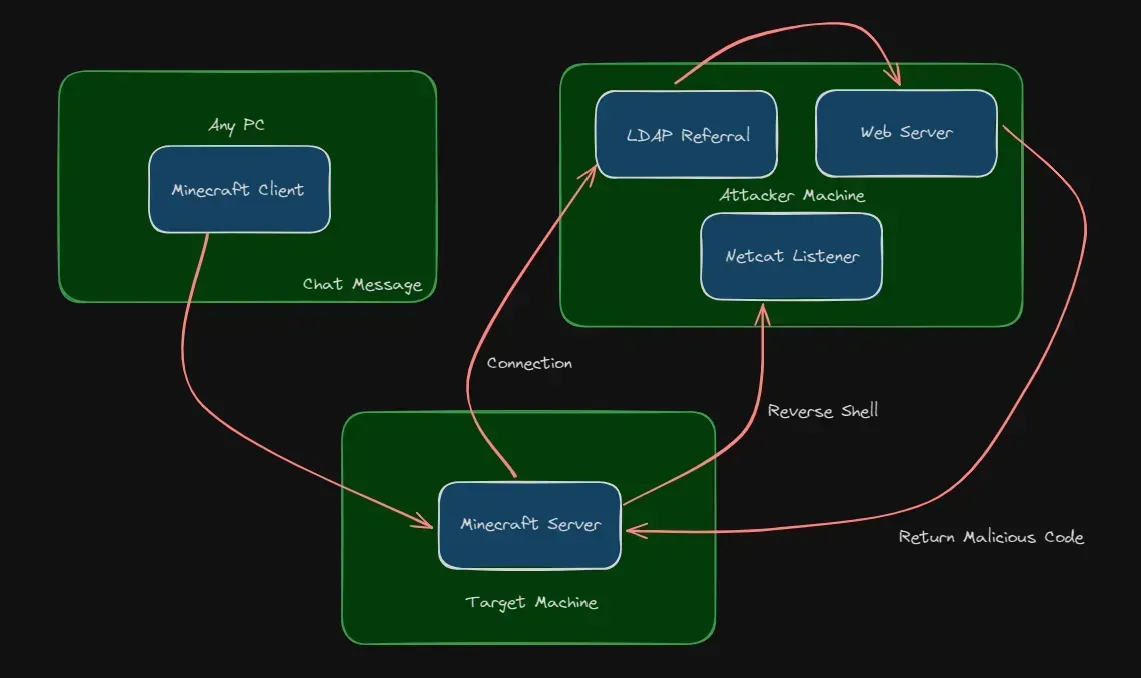 Any PC
Minecraft Client
Chat Message
LDAP Referral
Web Server
Attacker Machine
Netcat Listener
Connection
Reverse Shell
Minecraft Server
Return Malicious Code
Target Machine